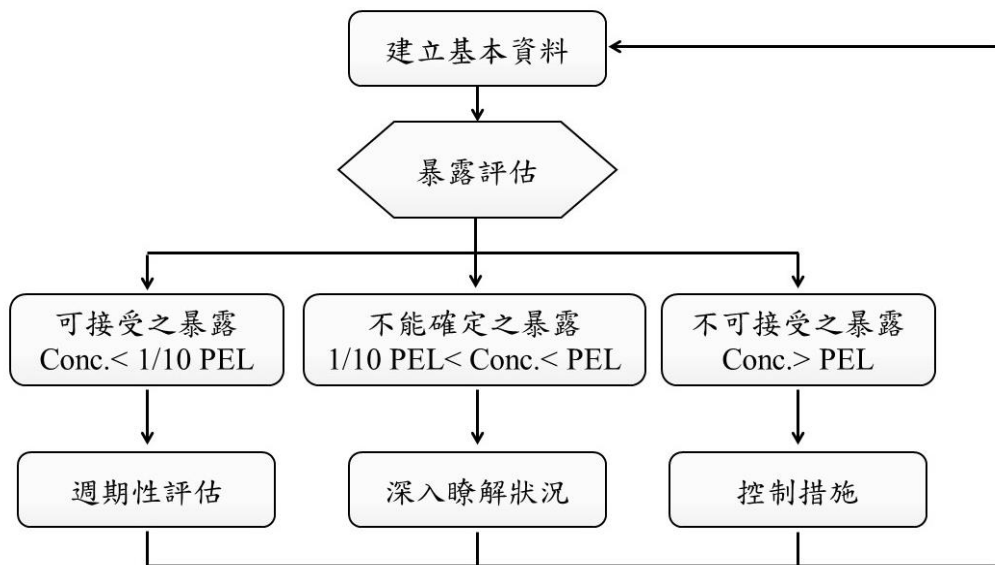 建立基本資料
暴露評估
可接受之暴露
Conc.< 1/10 PEL
不能確定之暴露
1/10 PEL< Conc.< PEL
不可接受之暴露
Conc.> PEL
週期性評估
深入瞭解狀況
控制措施